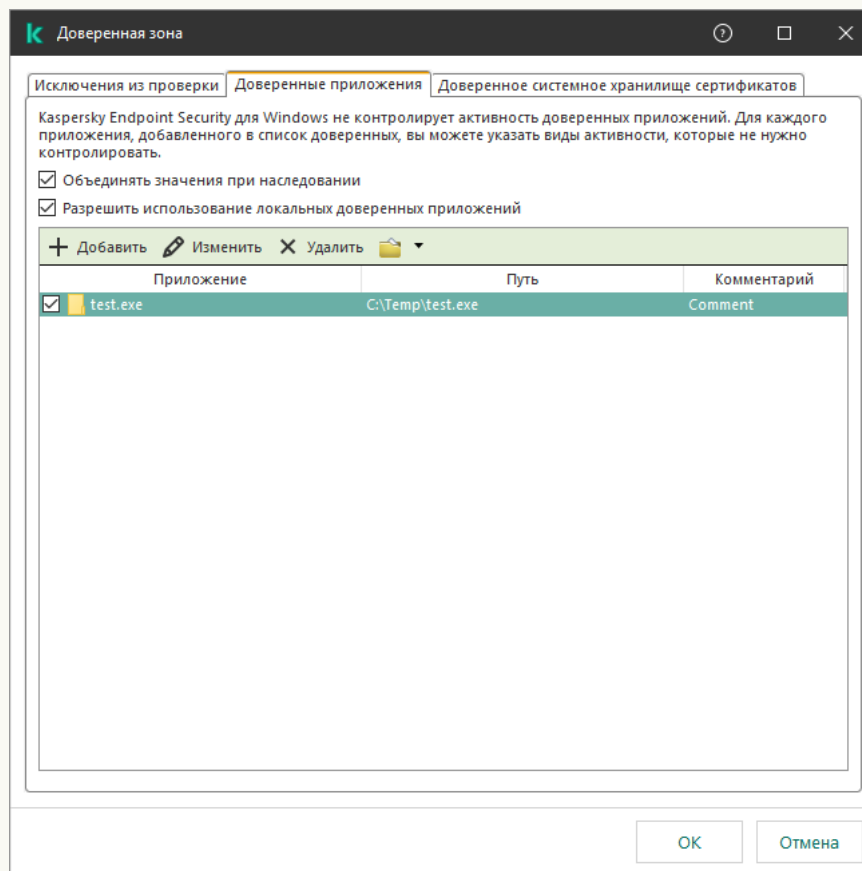 Доверенная зона
Исключения из проверки Доверенные приложения Доверенное системное хранилище сертификатов
Kaspersky Endpoint Security для Windows не контролирует активность доверенных приложений. Для каждого
приложения, добавленного в список доверенных, вы можете указать виды активности, которые не нужно
контролировать.
Объединять значения при наследовании
Разрешить использование локальных доверенных приложений
Добавить Изменить Удалить
Приложение Путь Комментарий
test.exe C:\Temp\test.exe Comment
ОК Отмена